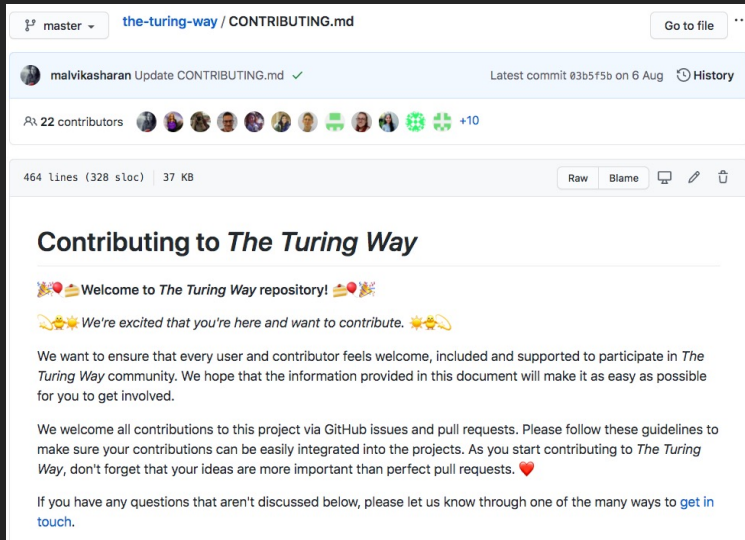 master the-turing-way / CONTRIBUTING.md Go to file ...
malvikasharan Update CONTRIBUTING.md ✓ Latest commit 03b5f5b on 6 Aug History
22 contributors +10
464 lines (328 sloc) 37 KB Raw Blame
Contributing to The Turing Way
🎉🎈🍰Welcome to The Turing Way repository! 🍰🎈🎉
💫🐥☀️We're excited that you're here and want to contribute. ☀️🐥💫
We want to ensure that every user and contributor feels welcome, included and supported to participate in The
Turing Way community. We hope that the information provided in this document will make it as easy as possible
for you to get involved.
We welcome all contributions to this project via GitHub issues and pull requests. Please follow these guidelines to
make sure your contributions can be easily integrated into the projects. As you start contributing to The Turing
Way, don't forget that your ideas are more important than perfect pull requests. ❤️
If you have any questions that aren't discussed below, please let us know through one of the many ways to get in
touch.